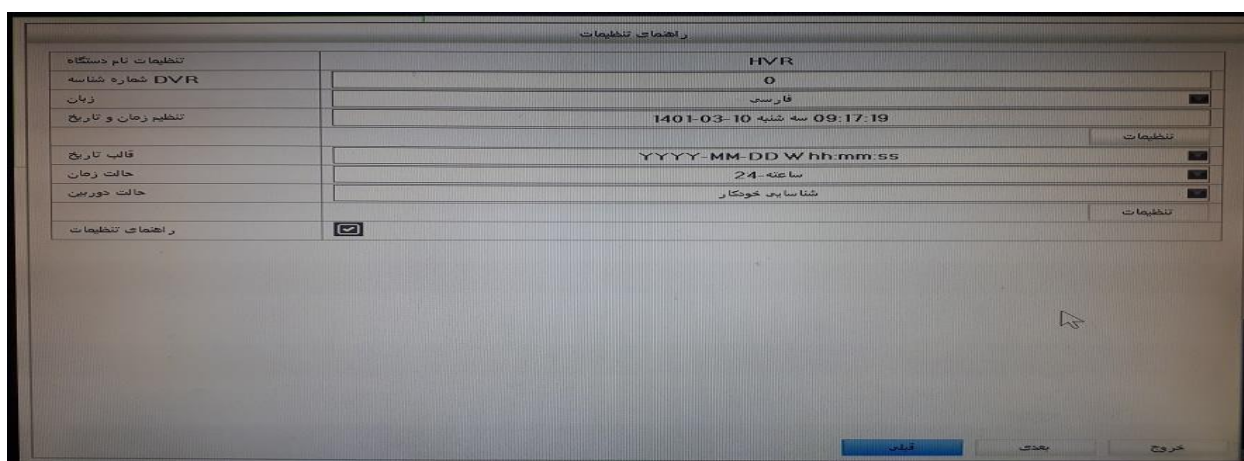 راهنمای تنظیمات
تنظیمات نام دستگاه HVR
شماره شناسه DVR 0
زبان فارسی
تنظیم زمان و تاریخ 1401-03-10 سه شنبه 09:17:19
تنظیمات
قالب تاریخ YYYY-MM-DD W hh:mm:ss
حالت زمان ساعته-24
حالت دوربین شناسایی خودکار
تنظیمات
راهنمای تنظیمات
قبلی بعدی خروج